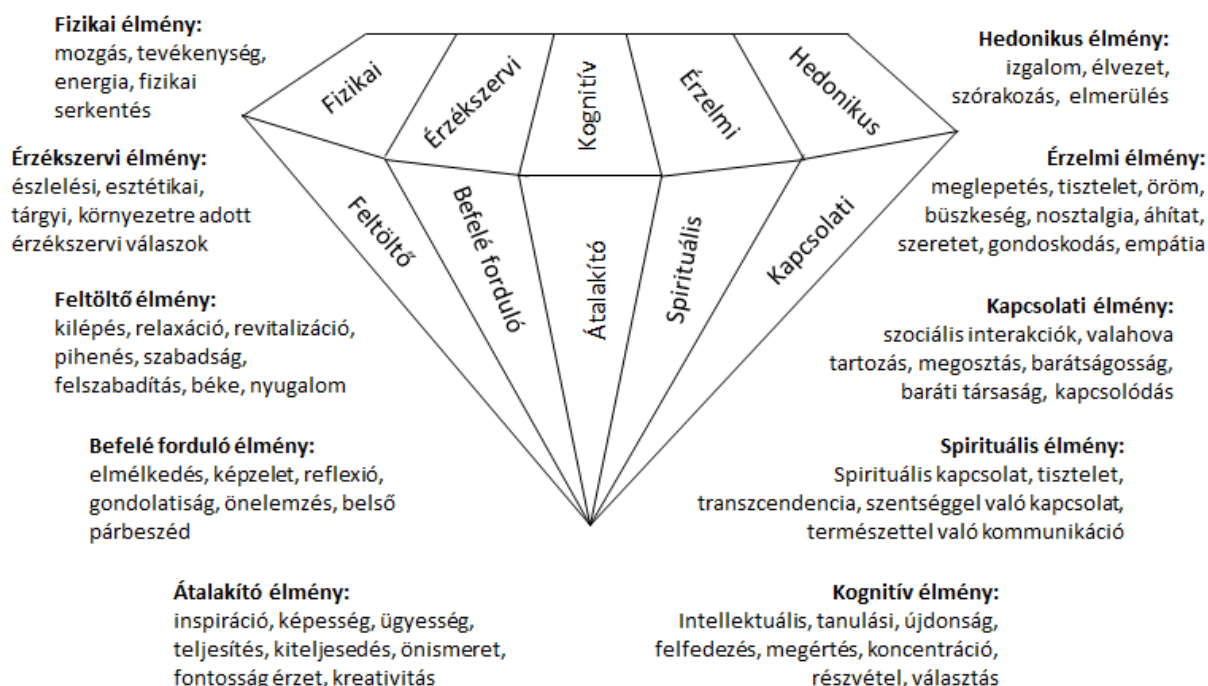 Fizikai élmény:
mozgás, tevékenység,
energia, fizikai
serkentés
Érzékszervi élmény:
észlelési, esztétikai,
tárgyi, környezetre adott
érzékszervi válaszok
Feltöltő élmény:
kilépés, relaxáció, revitalizáció,
pihenés, szabadság,
felszabadítás, béke, nyugalom
Befelé forduló élmény:
elmélkedés, képzelet, reflexió,
gondolatiság, önelemzés, belső
párbeszéd
Átalakító élmény:
inspiráció, képesség, ügyesség,
teljesítés, kiteljesedés, önismeret,
fontosság érzet, kreativitás
Fizikai
Érzékszervi
Kognitív
Érzelmi
Hedonikus
Feltöltő
Befelé forduló
Átalakító
Spirituális
Kapcsolati
Hedonikus élmény:
izgalom, élvezet,
szórakozás, elmerülés
Érzelmi élmény:
meglepetés, tisztelet, öröm,
büszkeség, nosztalgia, áhítat,
szeretet, gondoskodás, empátia
Kapcsolati élmény:
szociális interakciók, valahova
tartozás, megosztás, barátságosság,
baráti társaság, kapcsolódás
Spirituális élmény:
Spirituális kapcsolat, tisztelet,
transzcendencia, szentséggel való kapcsolat,
természettel való kommunikáció
Kognitív élmény:
Intellektuális, tanulási, újdonság,
felfedezés, megértés, koncentráció,
részvétel, választás